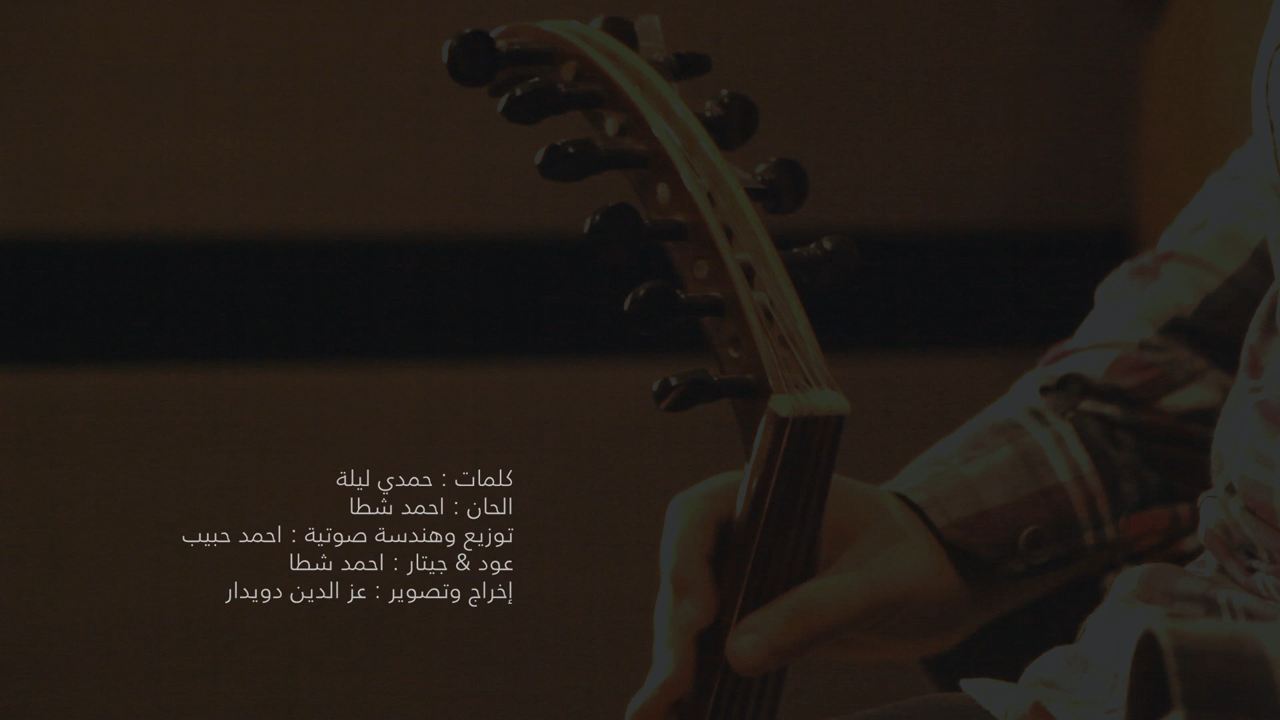 كلمات : حمدي ليلة
الحان : احمد شطا
توزيع وهندسة صوتية : احمد حبيب
عود & جيتار : احمد شطا
إخراج وتصوير : عز الدين دويدار